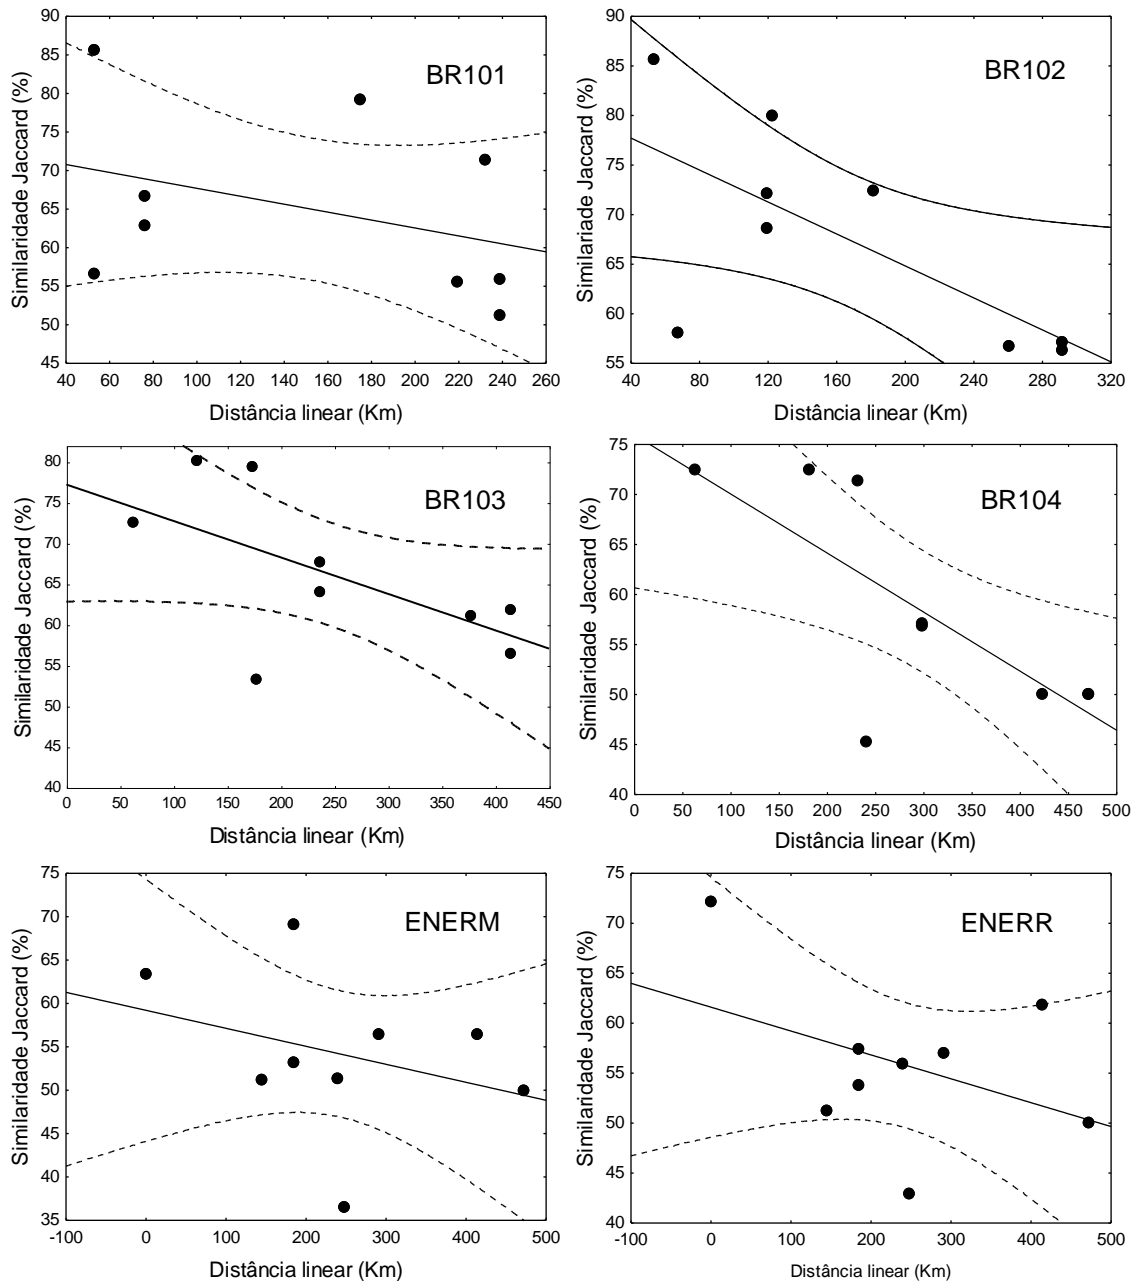 BR101
Similaridade Jaccard (%)
90
85
80
75
70
65
60
55
50
45
40 60 80 100 120 140 160 180 200 220 240 260
Distância linear (Km)
BR102
Similariade Jaccard (%)
90
85
80
75
70
65
60
55
40 80 120 160 200 240 280 320
Distância linear (Km)
BR103
Similaridade Jaccard (%)
80
75
70
65
60
55
50
45
40
0 50 100 150 200 250 300 350 400 450
Distância linear (Km)
BR104
Similaridade Jaccard (%)
75
70
65
60
55
50
45
40
0 50 100 150 200 250 300 350 400 450 500
Distância linear (Km)
ENERM
Similaridade Jaccard (%)
75
70
65
60
55
50
45
40
35
-100 0 100 200 300 400 500
Distância linear (Km)
ENERR
Similaridade Jaccard (%)
75
70
65
60
55
50
45
40
-100 0 100 200 300 400 500
Distância linear (Km)